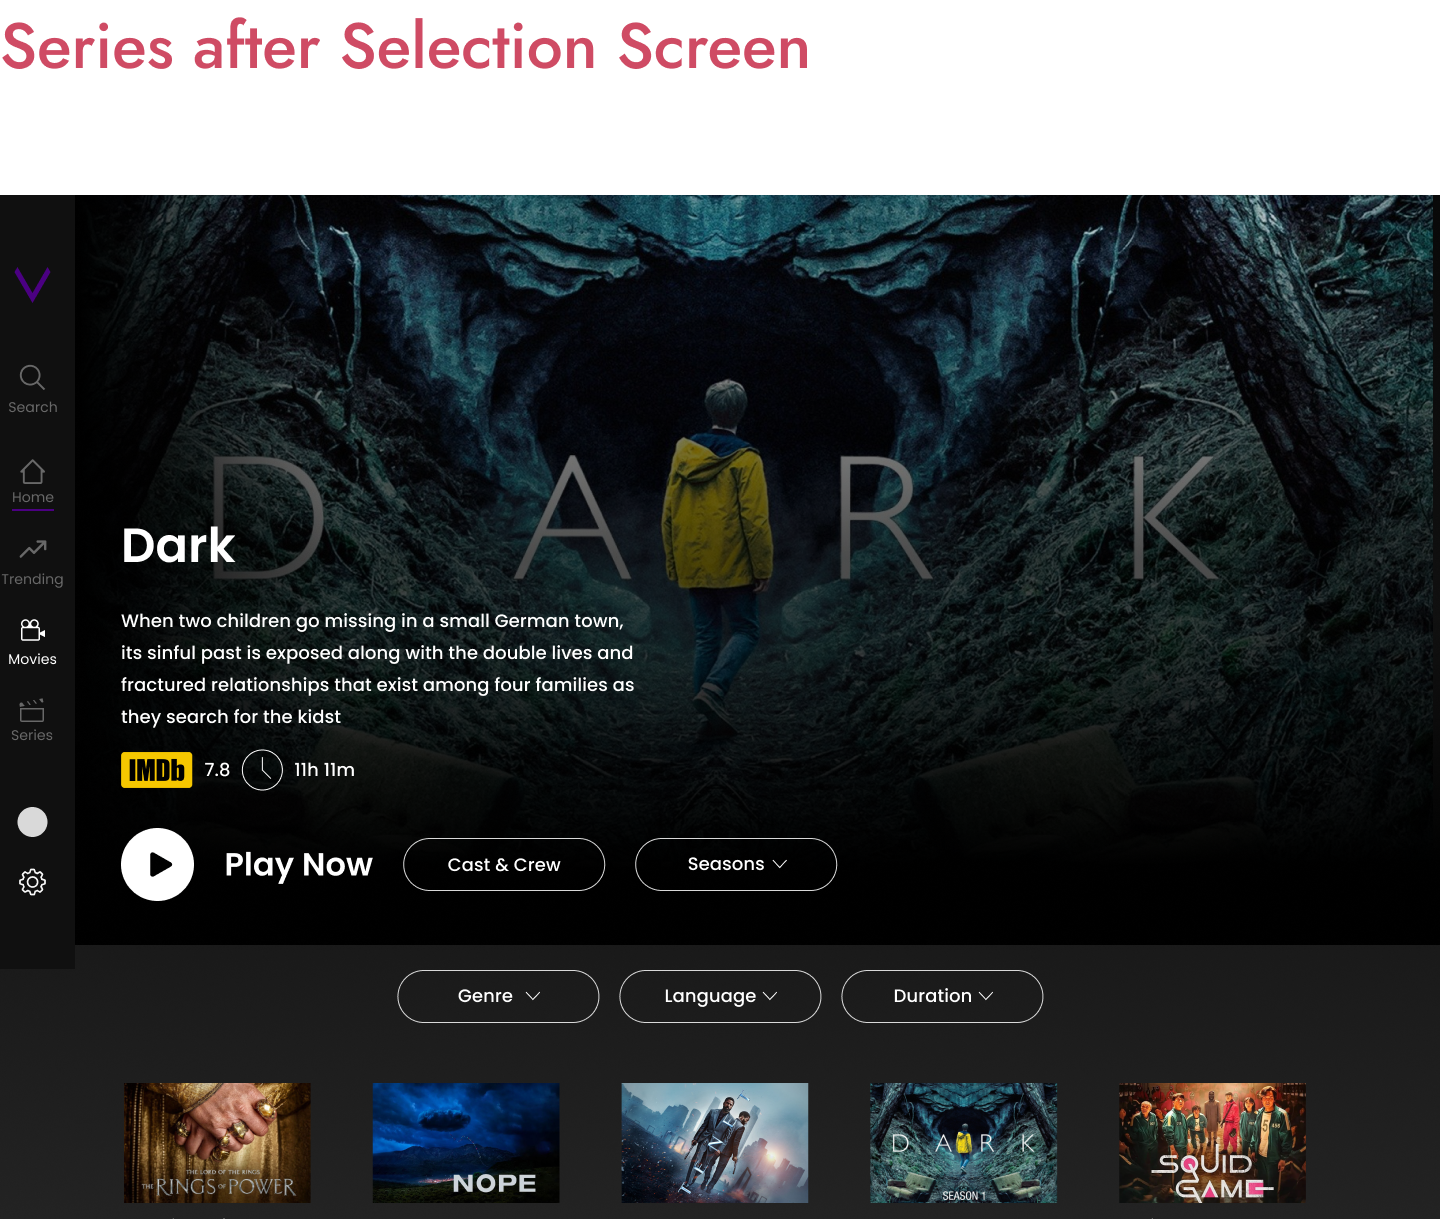 Series after Selection Screen
Search
Home
Trending
Movies
Series
D A R K
Dark
When two children go missing in a small German town,
its sinful past is exposed along with the double lives and
fractured relationships that exist among four families as
they search for the kidst
IMDb 7.8 11h 11m
Play Now Cast & Crew Seasons
Genre Language Duration
THE LORD OF THE RINGS
THE RINGS OF POWER
NOPE
TENET
D A R K
SEASON 1
SQUID
GAME